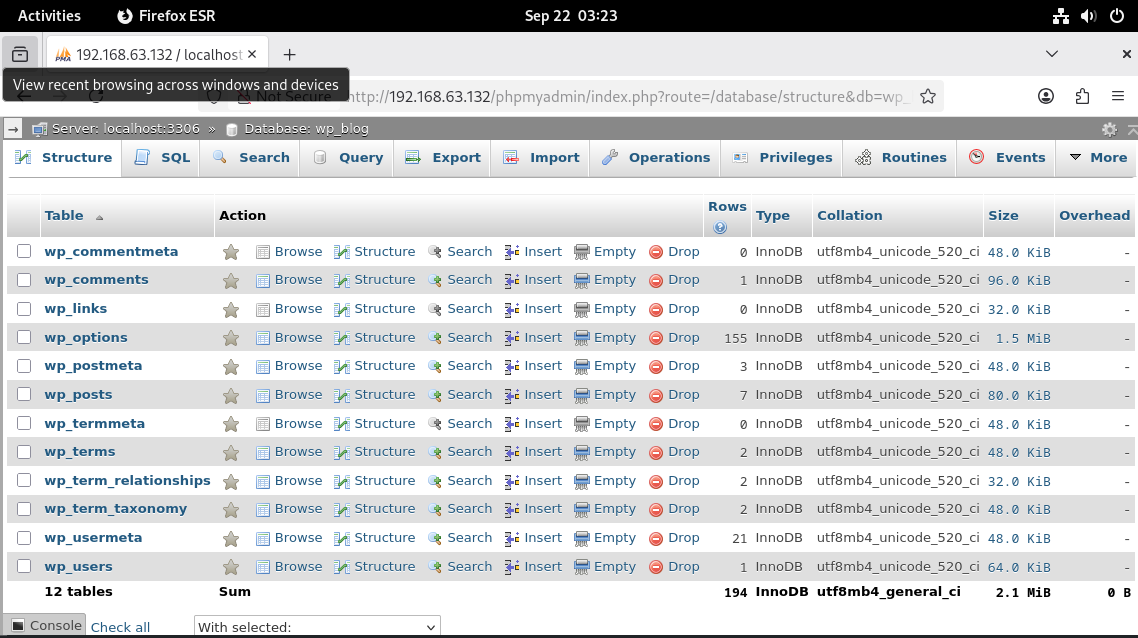 Activities Firefox ESR Sep 22 03:23
192.168.63.132 / localhost
View recent browsing across windows and devices
Not Secure http://192.168.63.132/phpmyadmin/index.php?route=/database/structure&db=wp_
Server: localhost:3306 » Database: wp_blog
Structure SQL Search Query Export Import Operations Privileges Routines Events More
Table Action Rows Type Collation Size Overhead
wp_commentmeta Browse Structure Search Insert Empty Drop 0 InnoDB utf8mb4_unicode_520_ci 48.0 KiB -
wp_comments Browse Structure Search Insert Empty Drop 1 InnoDB utf8mb4_unicode_520_ci 96.0 KiB -
wp_links Browse Structure Search Insert Empty Drop 0 InnoDB utf8mb4_unicode_520_ci 32.0 KiB -
wp_options Browse Structure Search Insert Empty Drop 155 InnoDB utf8mb4_unicode_520_ci 1.5 MiB -
wp_postmeta Browse Structure Search Insert Empty Drop 3 InnoDB utf8mb4_unicode_520_ci 48.0 KiB -
wp_posts Browse Structure Search Insert Empty Drop 7 InnoDB utf8mb4_unicode_520_ci 80.0 KiB -
wp_termmeta Browse Structure Search Insert Empty Drop 0 InnoDB utf8mb4_unicode_520_ci 48.0 KiB -
wp_terms Browse Structure Search Insert Empty Drop 2 InnoDB utf8mb4_unicode_520_ci 48.0 KiB -
wp_term_relationships Browse Structure Search Insert Empty Drop 2 InnoDB utf8mb4_unicode_520_ci 32.0 KiB -
wp_term_taxonomy Browse Structure Search Insert Empty Drop 2 InnoDB utf8mb4_unicode_520_ci 48.0 KiB -
wp_usermeta Browse Structure Search Insert Empty Drop 21 InnoDB utf8mb4_unicode_520_ci 48.0 KiB -
wp_users Browse Structure Search Insert Empty Drop 1 InnoDB utf8mb4_unicode_520_ci 64.0 KiB -
12 tables Sum 194 InnoDB utf8mb4_general_ci 2.1 MiB 0 B
Console Check all With selected: